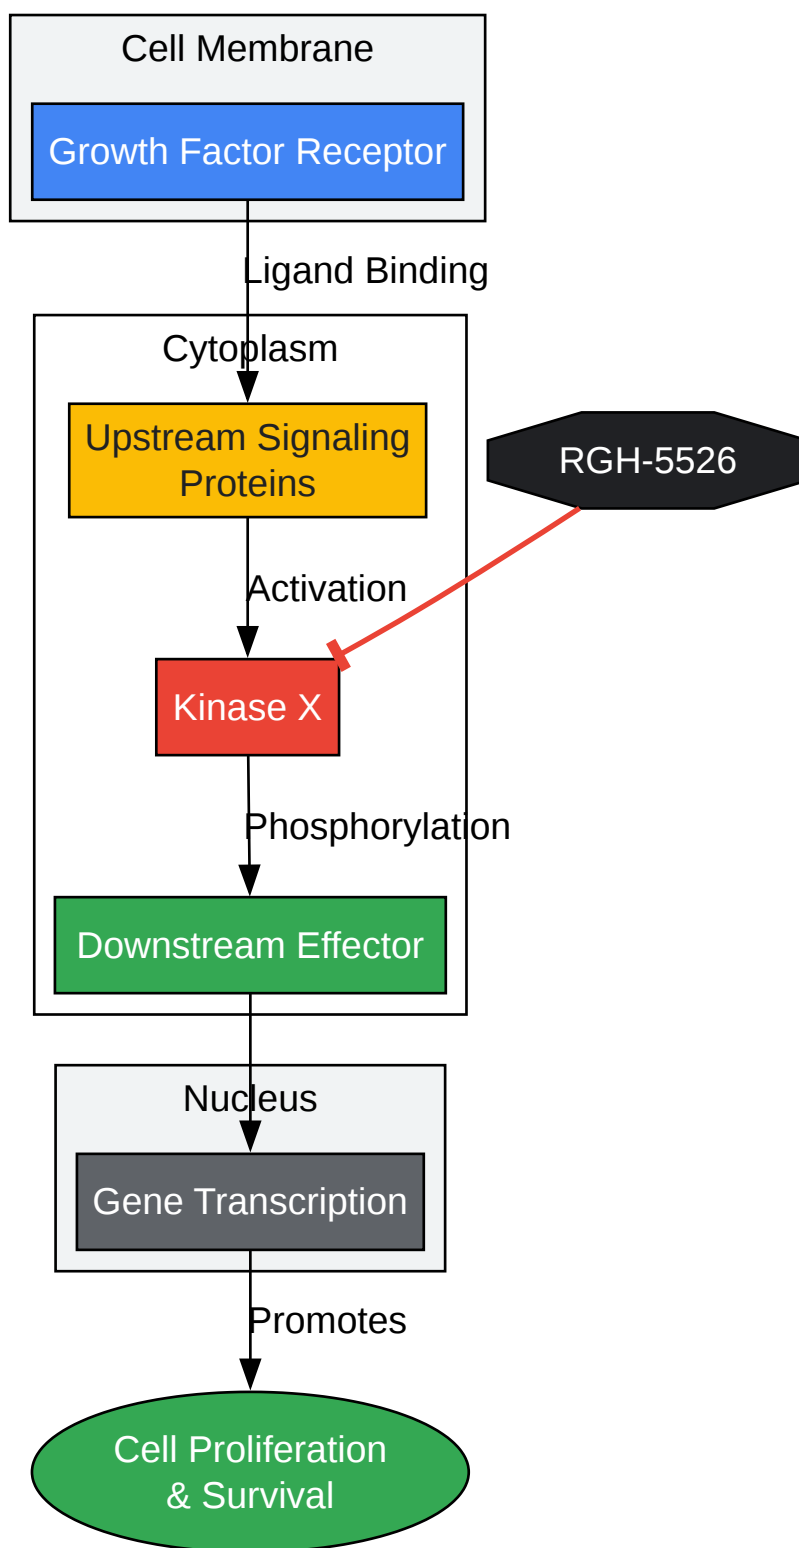 Cell Membrane
Growth Factor Receptor
Ligand Binding
Cytoplasm
Upstream Signaling
Proteins
RGH-5526
Activation
Kinase X
Phosphorylation
Downstream Effector
Nucleus
Gene Transcription
Promotes
Cell Proliferation
& Survival